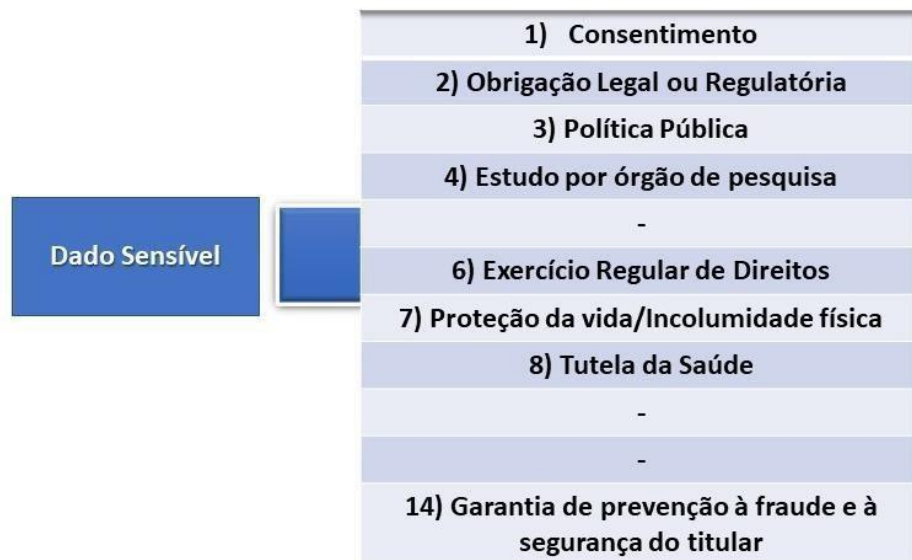 1) Consentimento
2) Obrigação Legal ou Regulatória
3) Política Pública
4) Estudo por órgão de pesquisa
-
Dado Sensível
6) Exercício Regular de Direitos
7) Proteção da vida/Incolumidade física
8) Tutela da Saúde
-
-
14) Garantia de prevenção à fraude e à
segurança do titular